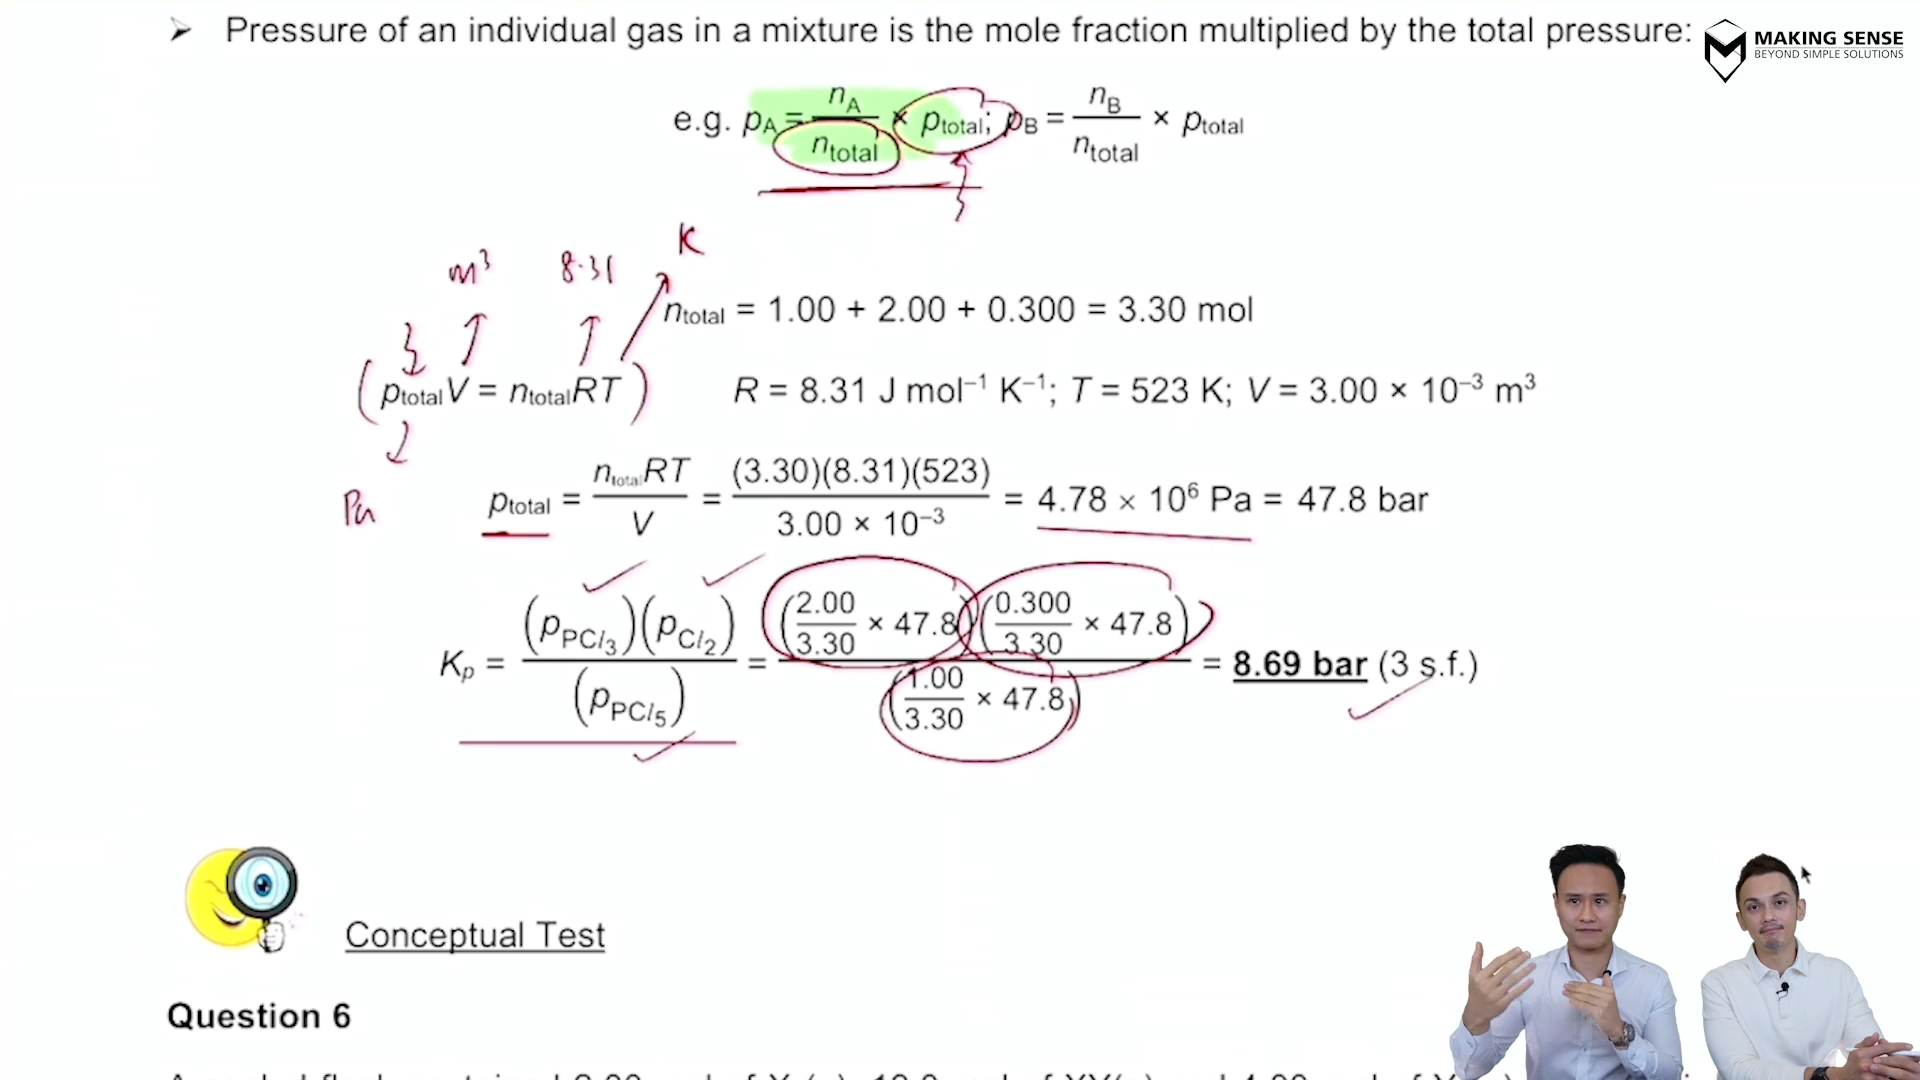 ➤ Pressure of an individual gas in a mixture is the mole fraction multiplied by the total pressure:
MAKING SENSE
BEYOND SIMPLE SOLUTIONS
e.g. pA = nA / ntotal × ptotal; pB = nB / ntotal × ptotal
K
m³ 8.31
ntotal = 1.00 + 2.00 + 0.300 = 3.30 mol
(ptotalV = ntotalRT) R = 8.31 J mol⁻¹ K⁻¹; T = 523 K; V = 3.00 × 10⁻³ m³
Pa
ptotal = ntotalRT / V = (3.30)(8.31)(523) / 3.00 × 10⁻³ = 4.78 × 10⁶ Pa = 47.8 bar
Kp = (pPCl₃)(pCl₂) / (pPCl₅) = (2.00/3.30 × 47.8)(0.300/3.30 × 47.8) / (1.00/3.30 × 47.8) = 8.69 bar (3 s.f.)
Conceptual Test
Question 6